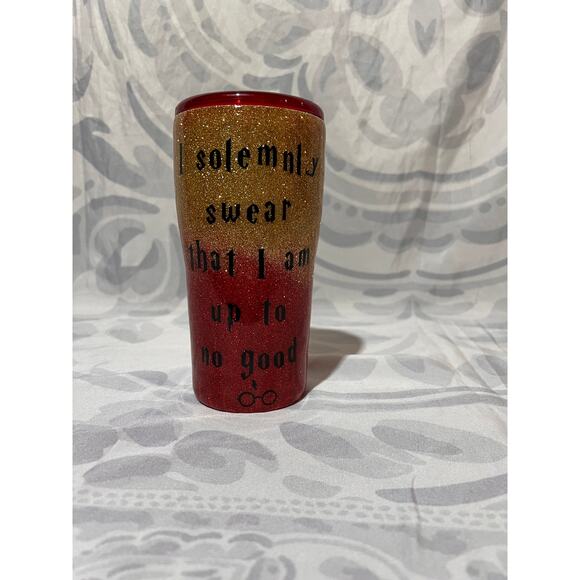 I solemnly
swear
that I am
up to
no good